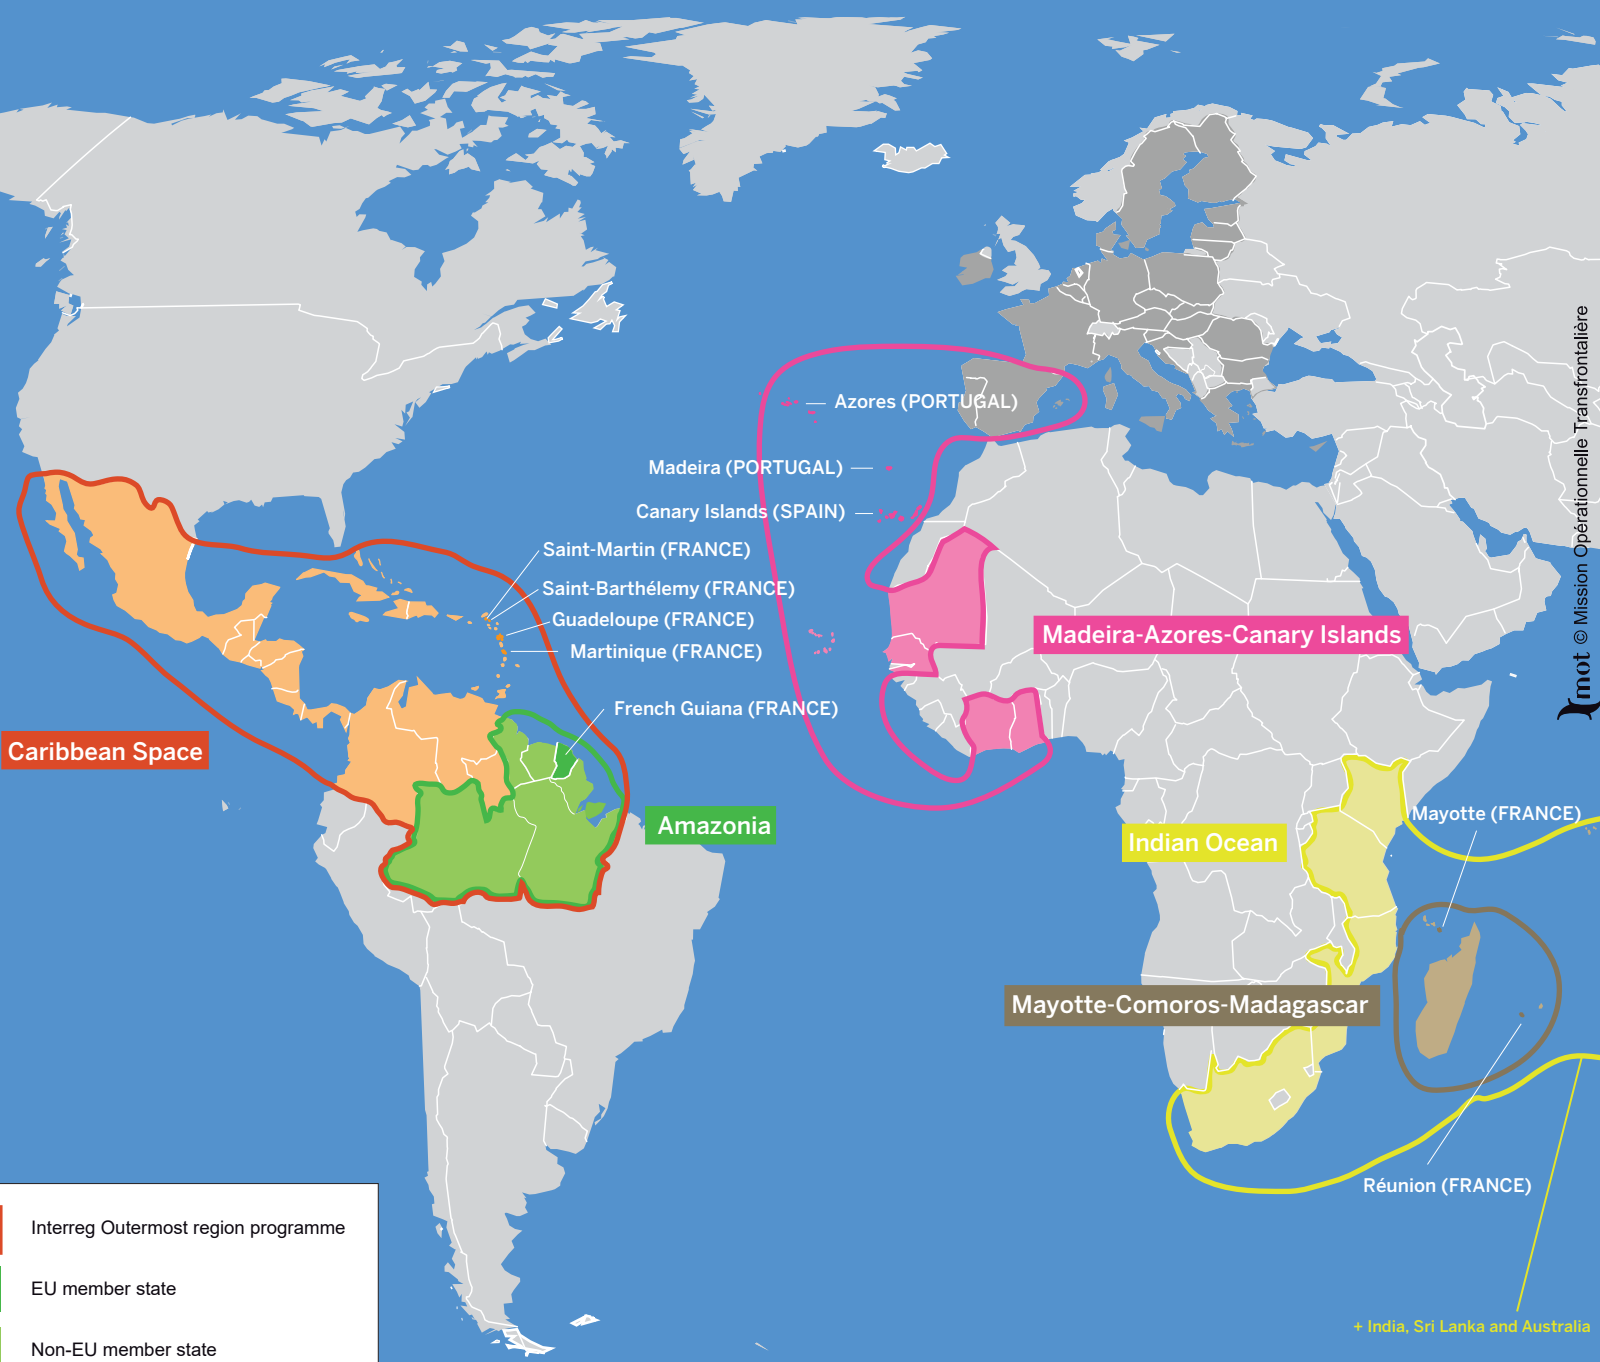 Azores (PORTUGAL)
Madeira (PORTUGAL)
Canary Islands (SPAIN)
Saint-Martin (FRANCE)
Saint-Barthélemy (FRANCE)
Guadeloupe (FRANCE)
Martinique (FRANCE)
Madeira-Azores-Canary Islands
French Guiana (FRANCE)
Caribbean Space
Amazonia
Indian Ocean
Mayotte (FRANCE)
Mayotte-Comoros-Madagascar
Réunion (FRANCE)
+ India, Sri Lanka and Australia
Interreg Outermost region programme
EU member state
Non-EU member state
mot © Mission Opérationnelle Transfrontalière